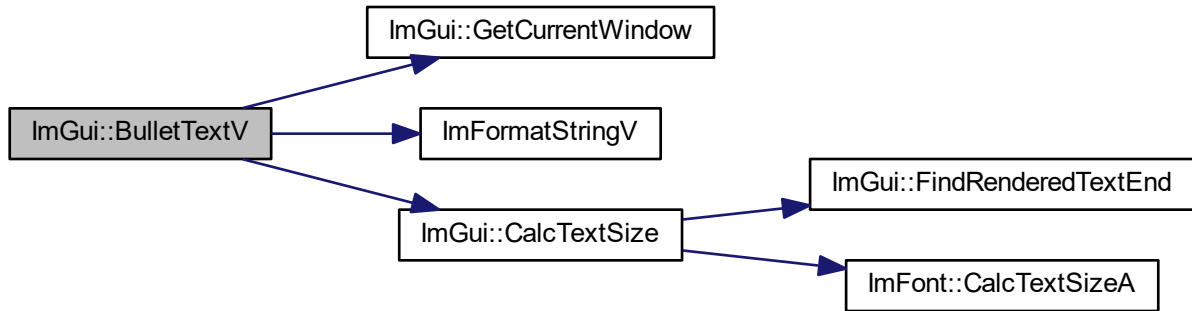 ImGui::GetCurrentWindow
ImGui::BulletTextV
ImFormatStringV
ImGui::FindRenderedTextEnd
ImGui::CalcTextSize
ImFont::CalcTextSizeA